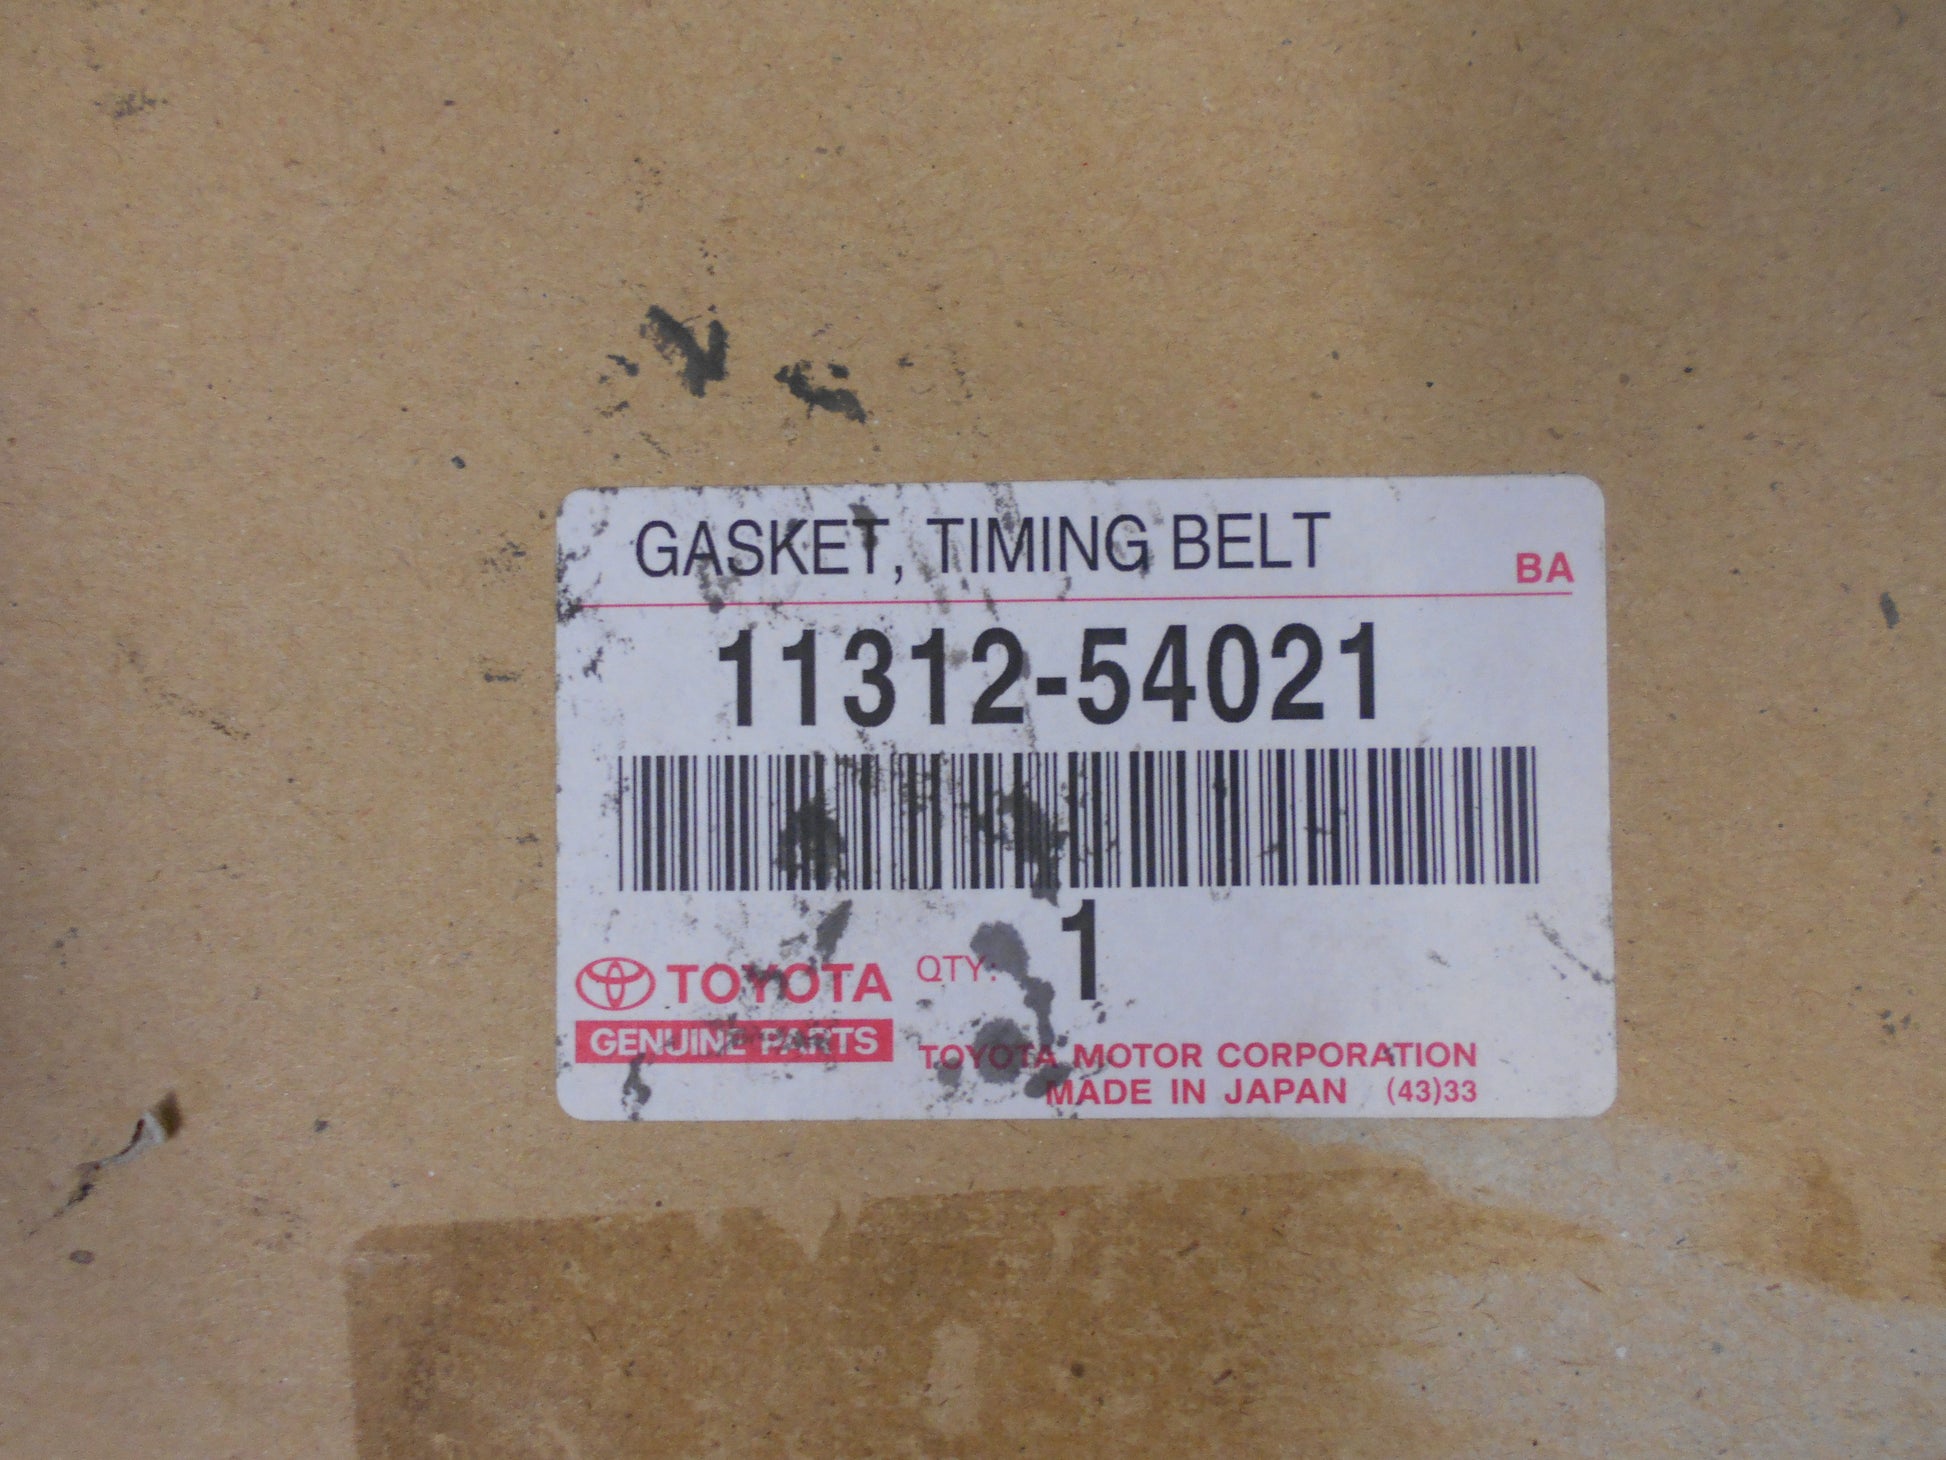 GASKET, TIMING BELT
BA
11312-54021
QTY: 1
TOYOTA
GENUINE PARTS
TOYOTA MOTOR CORPORATION
MADE IN JAPAN (43)33